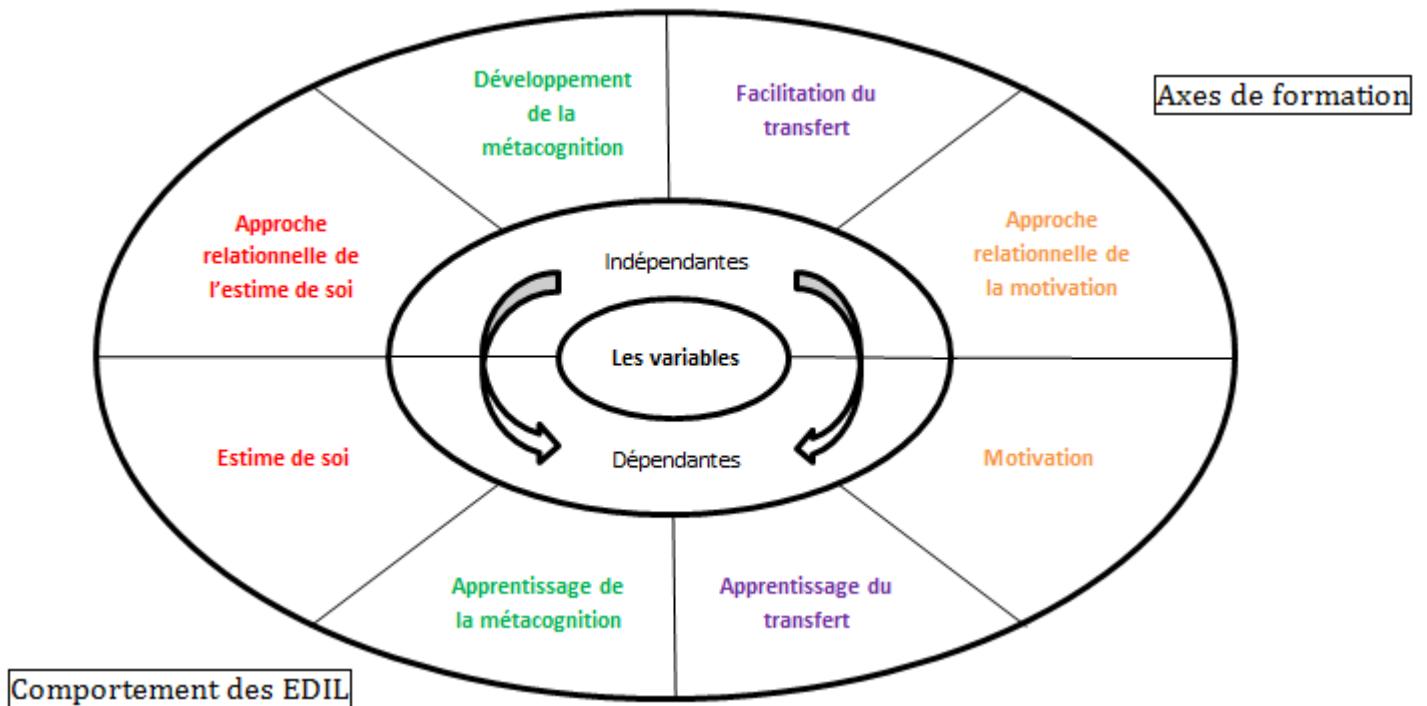 Développement
de la
métacognition
Facilitation du
transfert
Axes de formation
Approche
relationnelle de
l'estime de soi
Approche
relationnelle de
la motivation
Indépendantes
Les variables
Dépendantes
Estime de soi
Motivation
Apprentissage de
la métacognition
Apprentissage du
transfert
Comportement des EDIL